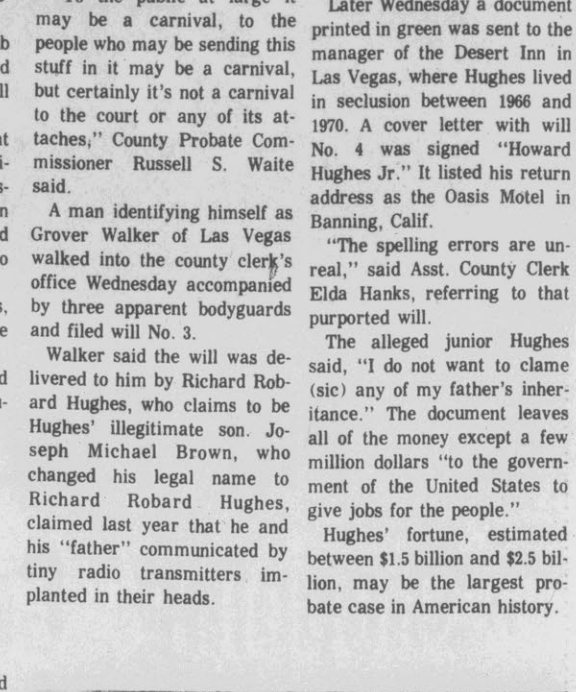 To the public at large it
may be a carnival, to the
people who may be sending this
stuff in it may be a carnival,
but certainly it's not a carnival
to the court or any of its at-
taches," County Probate Com-
missioner Russell S. Waite
said.
A man identifying himself as
Grover Walker of Las Vegas
walked into the county clerk's
office Wednesday accompanied
by three apparent bodyguards
and filed will No. 3.
Walker said the will was de-
livered to him by Richard Rob-
ard Hughes, who claims to be
Hughes' illegitimate son. Jo-
seph Michael Brown, who
changed his legal name to
Richard Robard Hughes,
claimed last year that he and
his "father" communicated by
tiny radio transmitters im-
planted in their heads.
Later Wednesday a document
printed in green was sent to the
manager of the Desert Inn in
Las Vegas, where Hughes lived
in seclusion between 1966 and
1970. A cover letter with will
No. 4 was signed "Howard
Hughes Jr." It listed his return
address as the Oasis Motel in
Banning, Calif.
"The spelling errors are un-
real," said Asst. County Clerk
Elda Hanks, referring to that
purported will.
The alleged junior Hughes
said, "I do not want to clame
(sic) any of my father's inher-
itance." The document leaves
all of the money except a few
million dollars "to the govern-
ment of the United States to
give jobs for the people."
Hughes' fortune, estimated
between $1.5 billion and $2.5 bil-
lion, may be the largest pro-
bate case in American history.